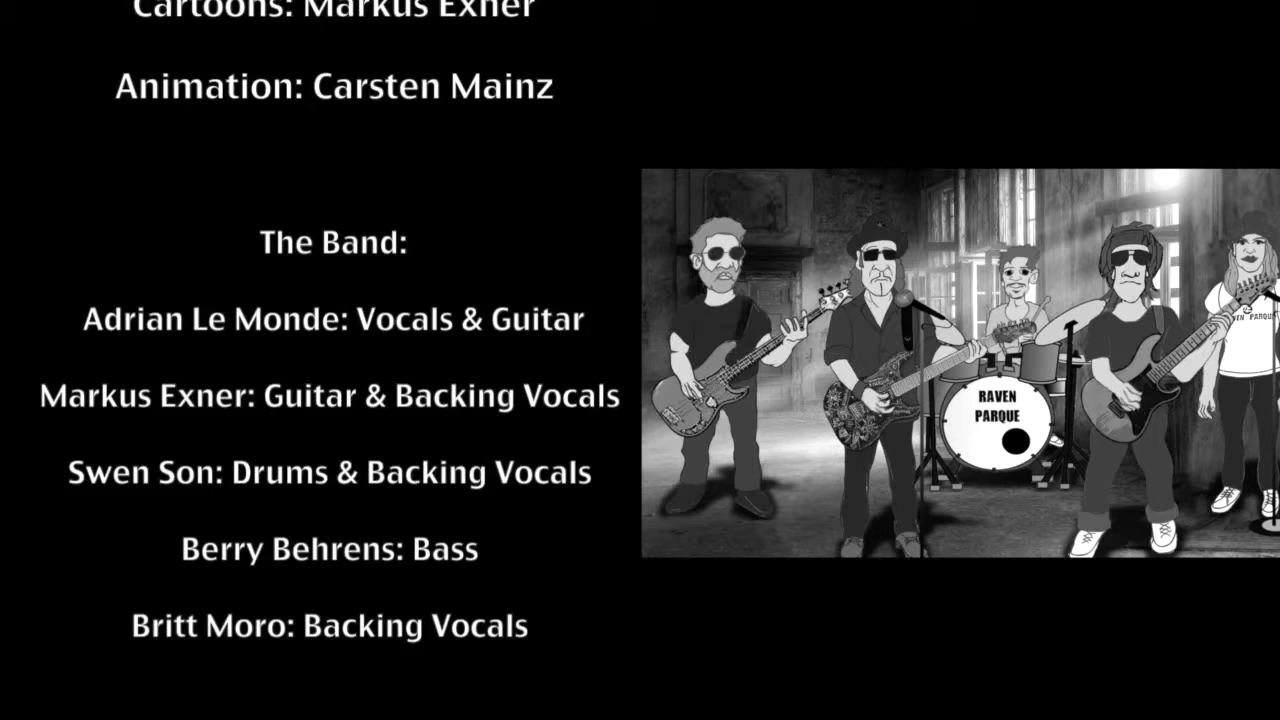 Cartoons: Markus Exner
Animation: Carsten Mainz
The Band:
Adrian Le Monde: Vocals & Guitar
Markus Exner: Guitar & Backing Vocals
Swen Son: Drums & Backing Vocals
Berry Behrens: Bass
Britt Moro: Backing Vocals
RAVEN
PARQUE